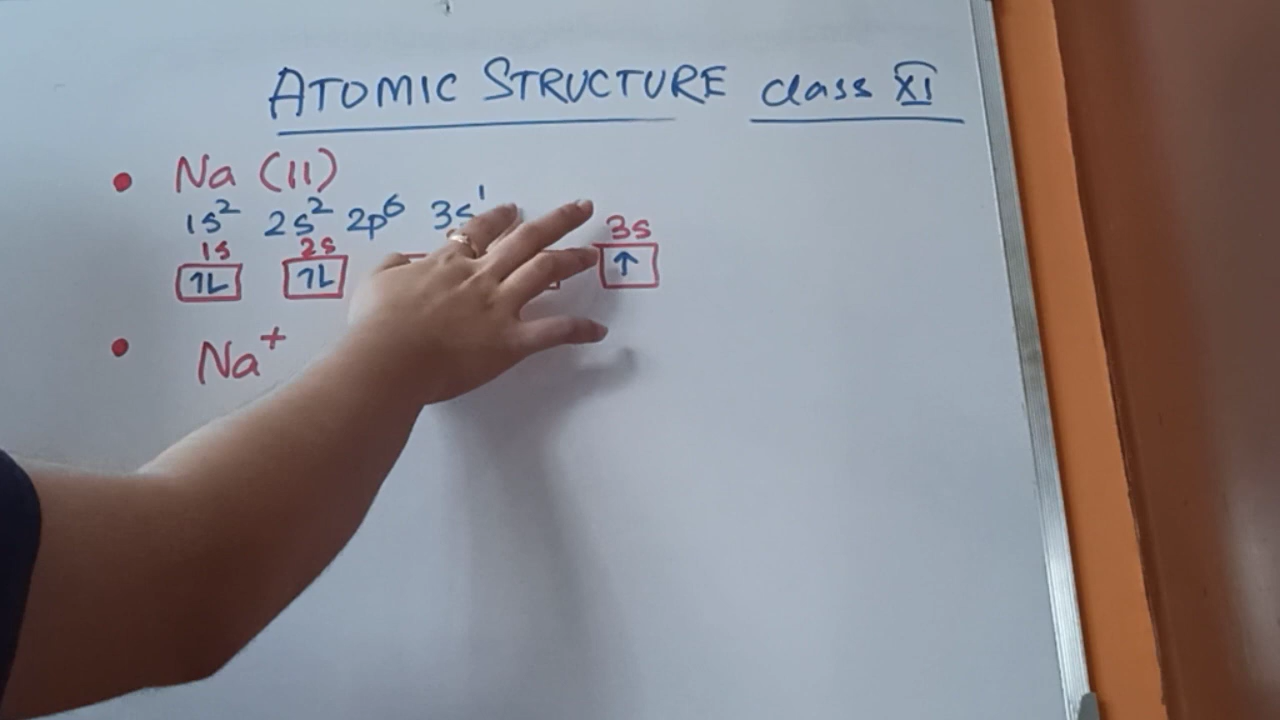 ATOMIC STRUCTURE class XI
• Na (11)
1s² 2s² 2p⁶ 3s¹
1s 2s 3s
↿⇂ ↿⇂ ↑
• Na⁺